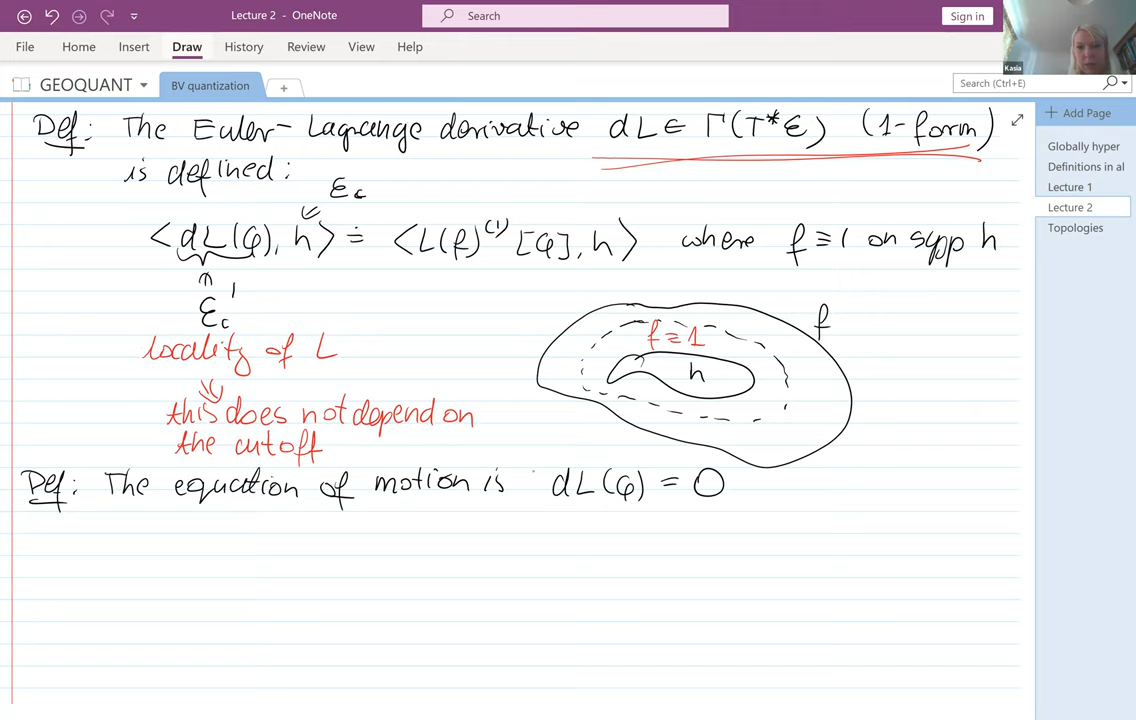 Lecture 2 - OneNote
Search
Sign in
File Home Insert Draw History Review View Help
Kasia
GEOQUANT
BV quantization
Search (Ctrl+E)
Add Page
Globally hyper
Definitions in al
Lecture 1
Lecture 2
Topologies
Def: The Euler-Lagrange derivative dL ∈ Γ(T*ℰ) (1-form)
is defined:
ℰc
<dL(φ), h> ≐ <L(f)⁽¹⁾[φ], h> where f ≡ 1 on supp h
ℰc'
f
f ≡ 1
h
locality of L
this does not depend on
the cutoff
Def: The equation of motion is dL(φ) = 0